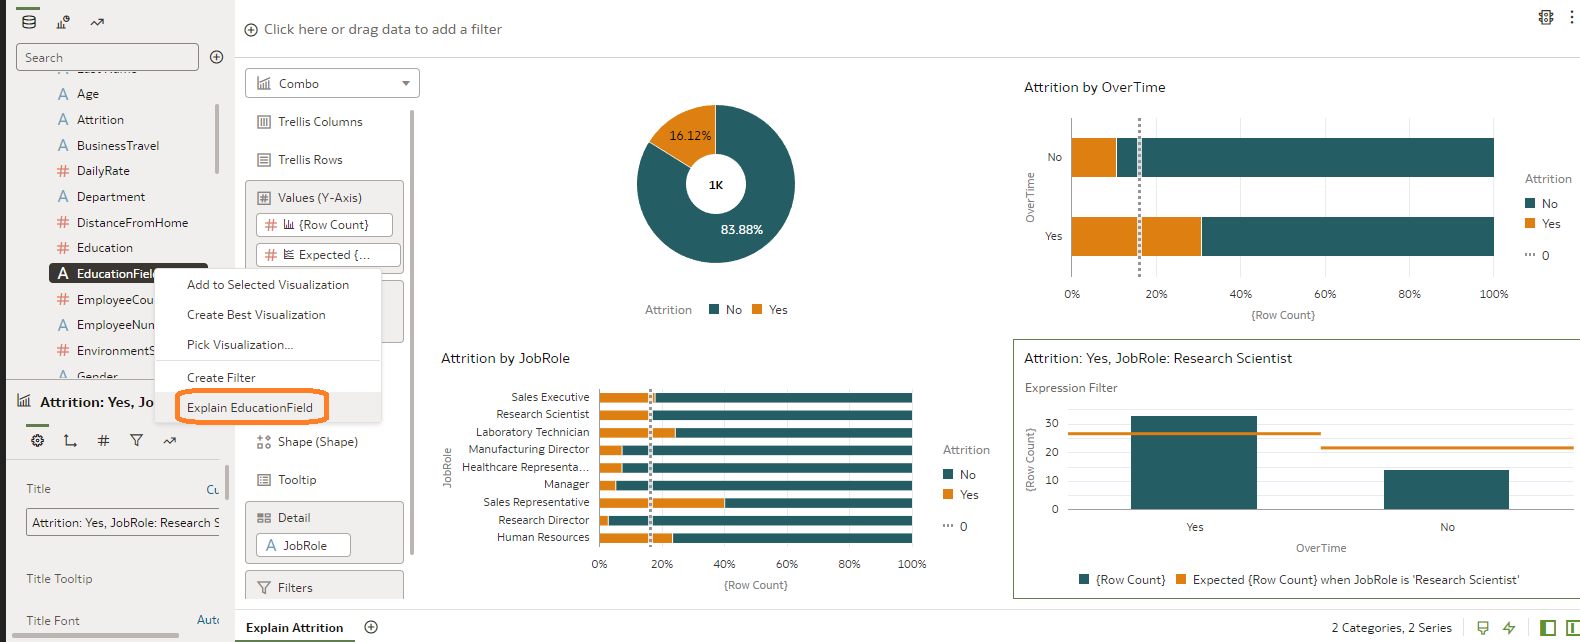 Click here or drag data to add a filter
Search
Last Name
Age
Attrition
BusinessTravel
DailyRate
Department
DistanceFromHome
Education
EducationFiel
EmployeeCou
EmployeeNum
EnvironmentS
Gender
Add to Selected Visualization
Create Best Visualization
Pick Visualization...
Create Filter
Explain EducationField
Attrition: Yes, Jo
Title
Cu
Attrition: Yes, JobRole: Research S
Title Tooltip
Title Font
Auto
Combo
Trellis Columns
Trellis Rows
Values (Y-Axis)
{Row Count}
Expected {...
Shape (Shape)
Tooltip
Detail
JobRole
Filters
16.12%
1K
83.88%
Attrition
No
Yes
Attrition by OverTime
OverTime
No
Yes
0% 20% 40% 60% 80% 100%
{Row Count}
Attrition
No
Yes
0
Attrition by JobRole
JobRole
Sales Executive
Research Scientist
Laboratory Technician
Manufacturing Director
Healthcare Representa...
Manager
Sales Representative
Research Director
Human Resources
0% 20% 40% 60% 80% 100%
{Row Count}
Attrition
No
Yes
0
Attrition: Yes, JobRole: Research Scientist
Expression Filter
{Row Count}
30
20
10
0
Yes No
OverTime
{Row Count} Expected {Row Count} when JobRole is 'Research Scientist'
Explain Attrition
2 Categories, 2 Series